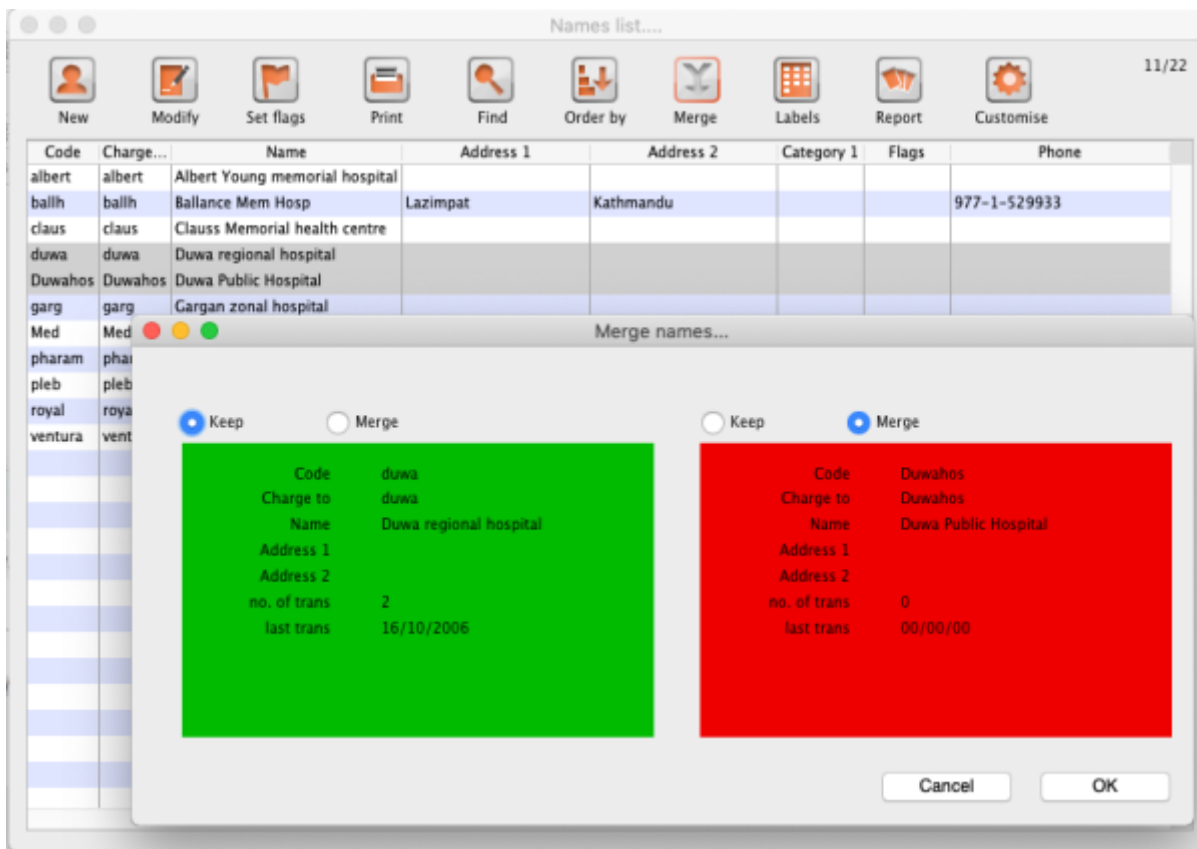 Names list....
New Modify Set flags Print Find Order by Merge Labels Report Customise 11/22
Code Charge... Name Address 1 Address 2 Category 1 Flags Phone
albert albert Albert Young memorial hospital
ballh ballh Ballance Mem Hosp Lazimpat Kathmandu 977-1-529933
claus claus Clauss Memorial health centre
duwa duwa Duwa regional hospital
Duwahos Duwahos Duwa Public Hospital
garg garg Gargan zonal hospital
Med Med
pharam phar
pleb pleb
royal roya
ventura vent
Merge names...
Keep Merge Keep Merge
Code duwa Code Duwahos
Charge to duwa Charge to Duwahos
Name Duwa regional hospital Name Duwa Public Hospital
Address 1 Address 1
Address 2 Address 2
no. of trans 2 no. of trans 0
last trans 16/10/2006 last trans 00/00/00
Cancel OK